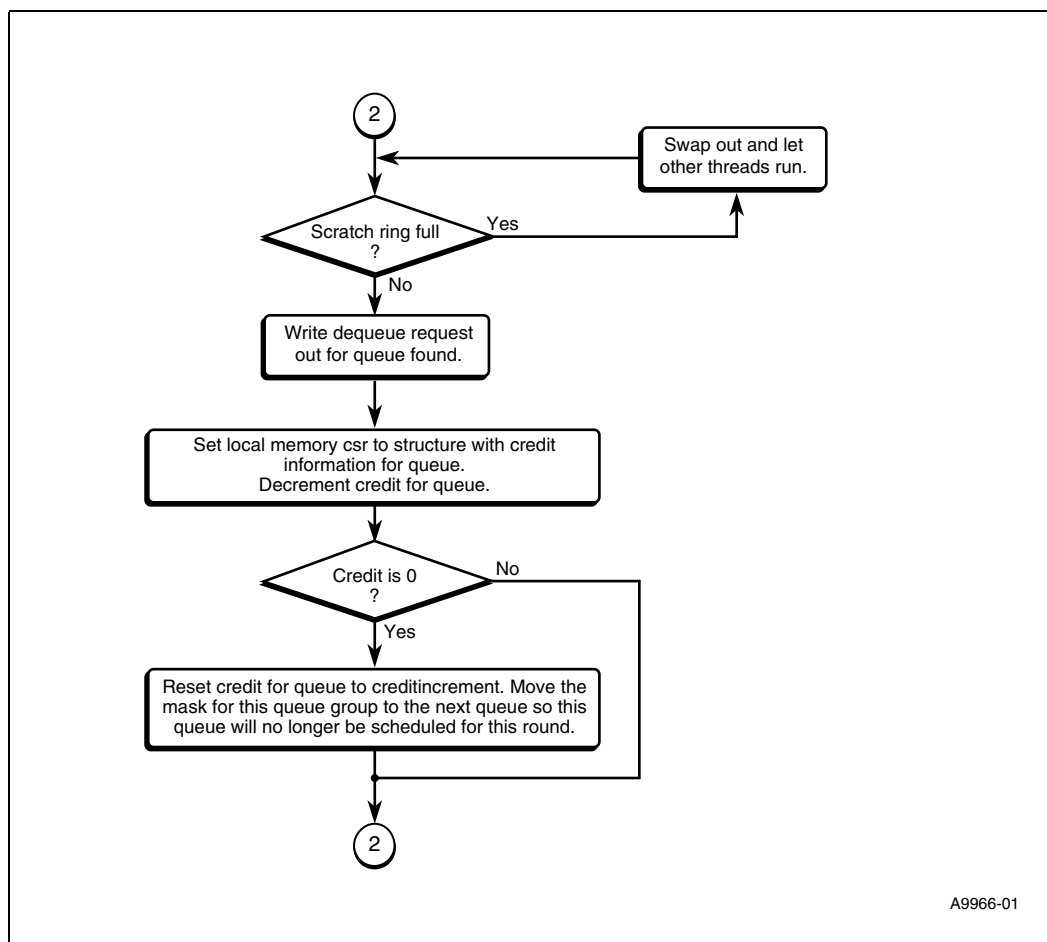 2
Swap out and let
other threads run.
Scratch ring full
?
Yes
No
Write dequeue request
out for queue found.
Set local memory csr to structure with credit
information for queue.
Decrement credit for queue.
Credit is 0
?
No
Yes
Reset credit for queue to creditincrement. Move the
mask for this queue group to the next queue so this
queue will no longer be scheduled for this round.
2
A9966-01